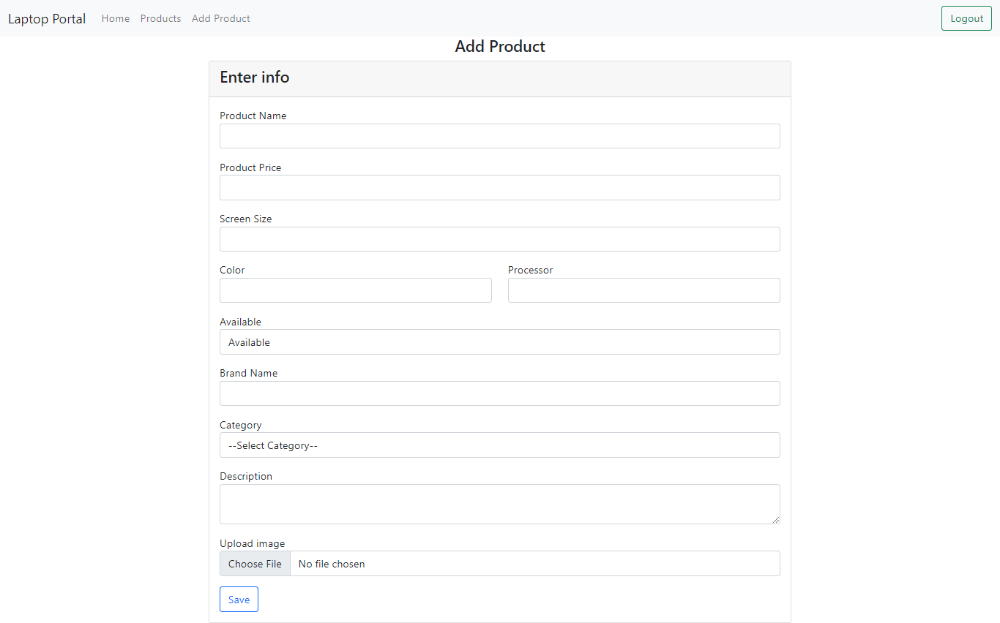 Laptop Portal Home Products Add Product Logout
Add Product
Enter info
Product Name
Product Price
Screen Size
Color Processor
Available
Available
Brand Name
Category
--Select Category--
Description
Upload image
Choose File No file chosen
Save